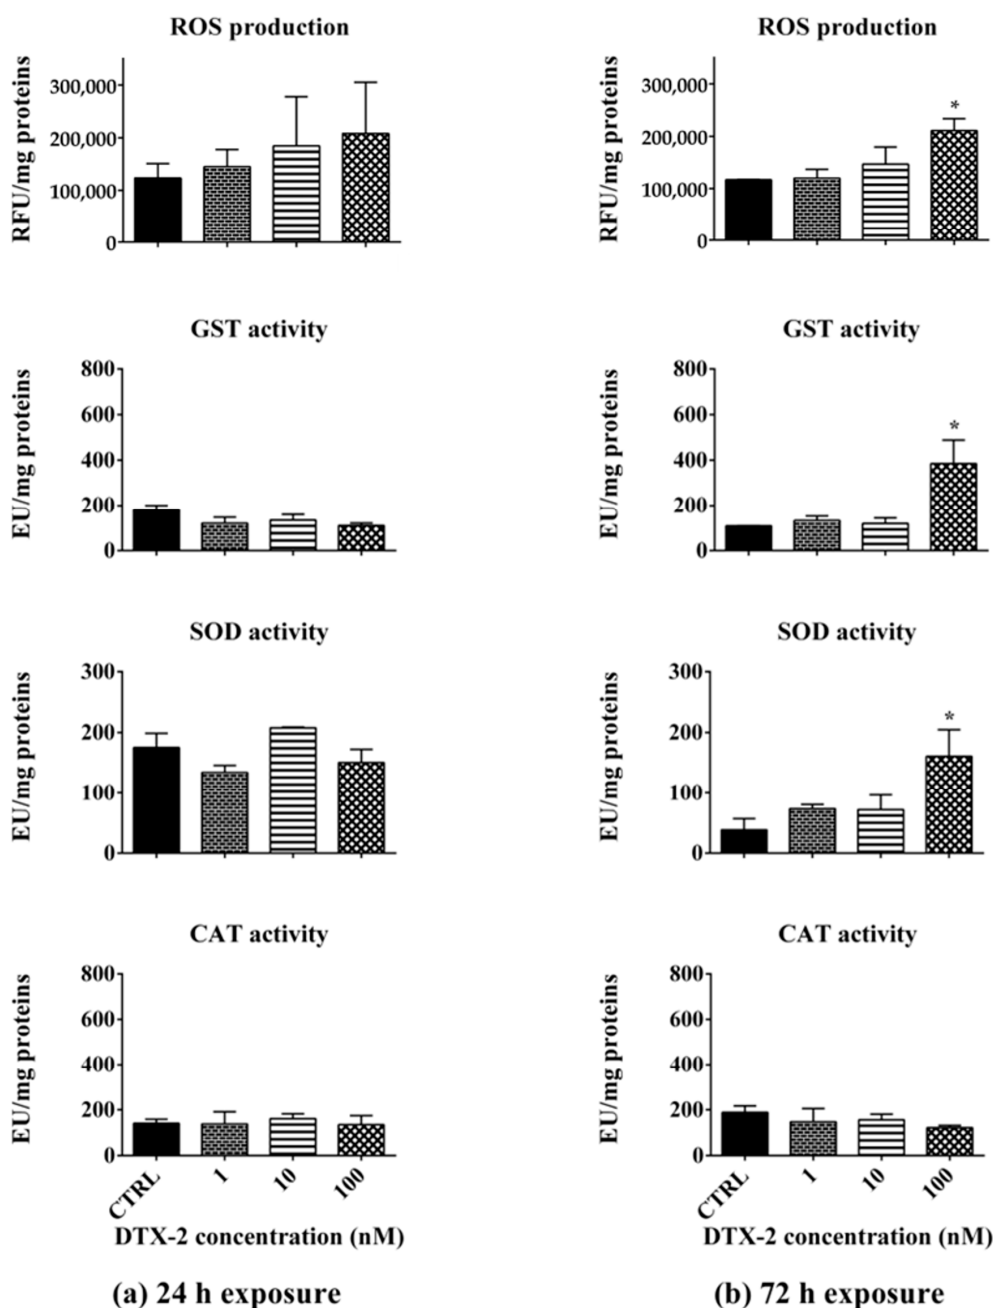 ROS production
RFU/mg proteins
300,000
200,000
100,000
0
GST activity
EU/mg proteins
800
600
400
200
0
SOD activity
EU/mg proteins
300
200
100
0
CAT activity
EU/mg proteins
800
600
400
200
0
CTRL
1
10
100
DTX-2 concentration (nM)
(a) 24 h exposure
ROS production
RFU/mg proteins
300,000
200,000
100,000
0
*
GST activity
EU/mg proteins
800
600
400
200
0
*
SOD activity
EU/mg proteins
300
200
100
0
*
CAT activity
EU/mg proteins
800
600
400
200
0
CTRL
1
10
100
DTX-2 concentration (nM)
(b) 72 h exposure